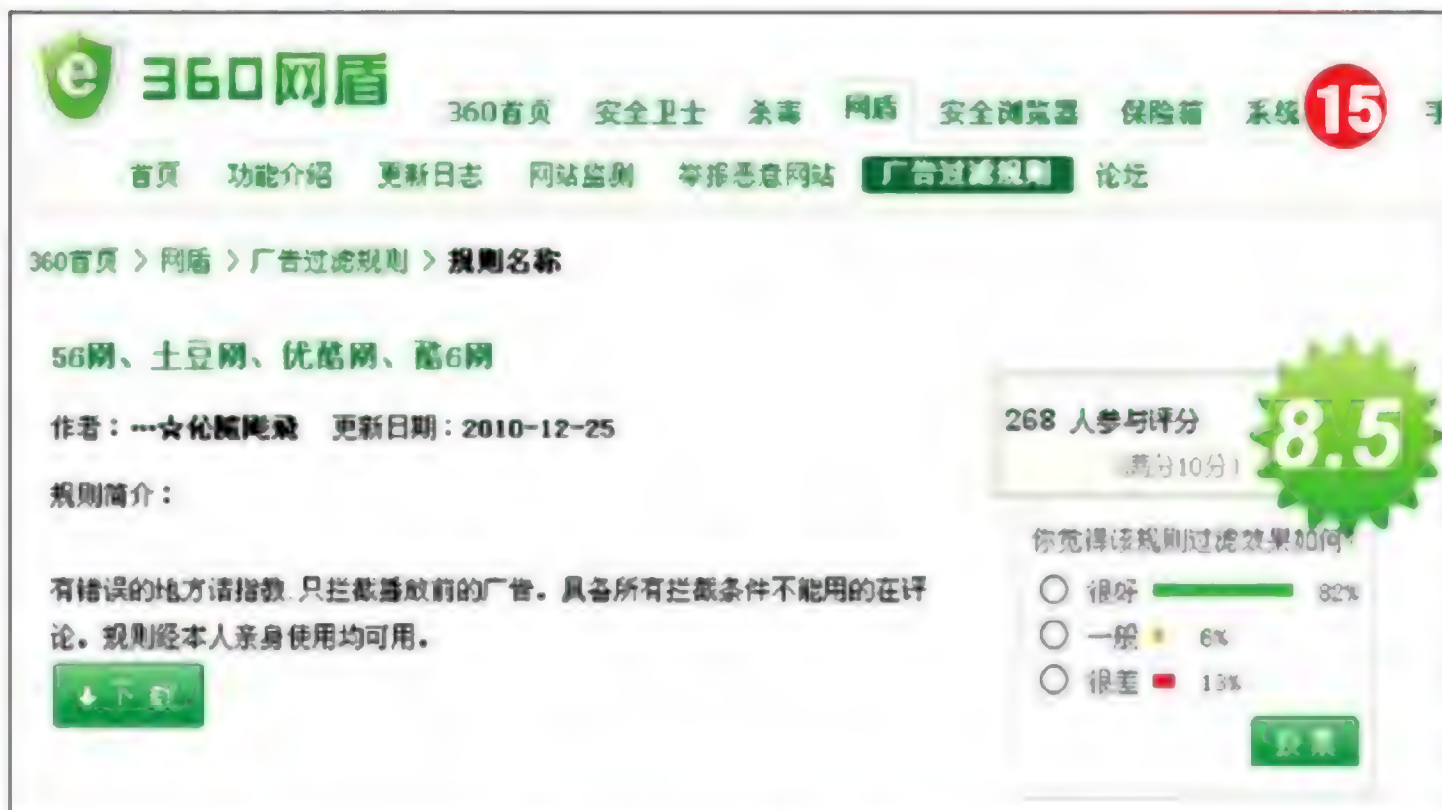 e 360网盾
360首页 安全卫士 杀毒 网盾 安全浏览器 保险箱 系统 15 手
首页 功能介绍 更新日志 网站监测 举报恶意网站 广告过滤规则 论坛
360首页 > 网盾 > 广告过滤规则 > 规则名称
56网、土豆网、优酷网、酷6网
作者：…☆ 更新日期：2010-12-25
规则简介：
有错误的地方请指教.只拦截播放前的广告。具备所有拦截条件不能用的在评
论。规则经本人亲身使用均可用。
下载
268 人参与评分
(满分10分)
8.5
你觉得该规则过滤效果如何
很好 82%
一般 6%
很差 13%
投票